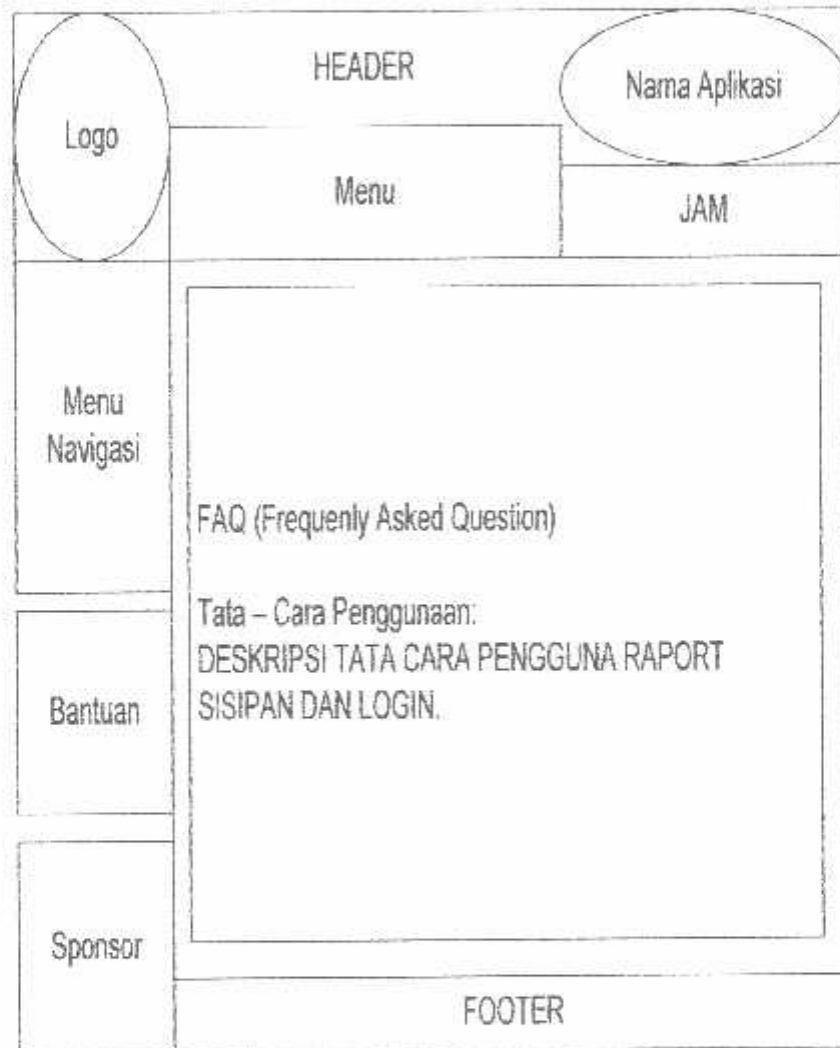 HEADER
Nama Aplikasi
Logo
Menu
JAM
Menu
Navigasi
FAQ (Frequenly Asked Question)
Tata – Cara Penggunaan:
DESKRIPSI TATA CARA PENGGUNA RAPORT
SISIPAN DAN LOGIN.
Bantuan
Sponsor
FOOTER